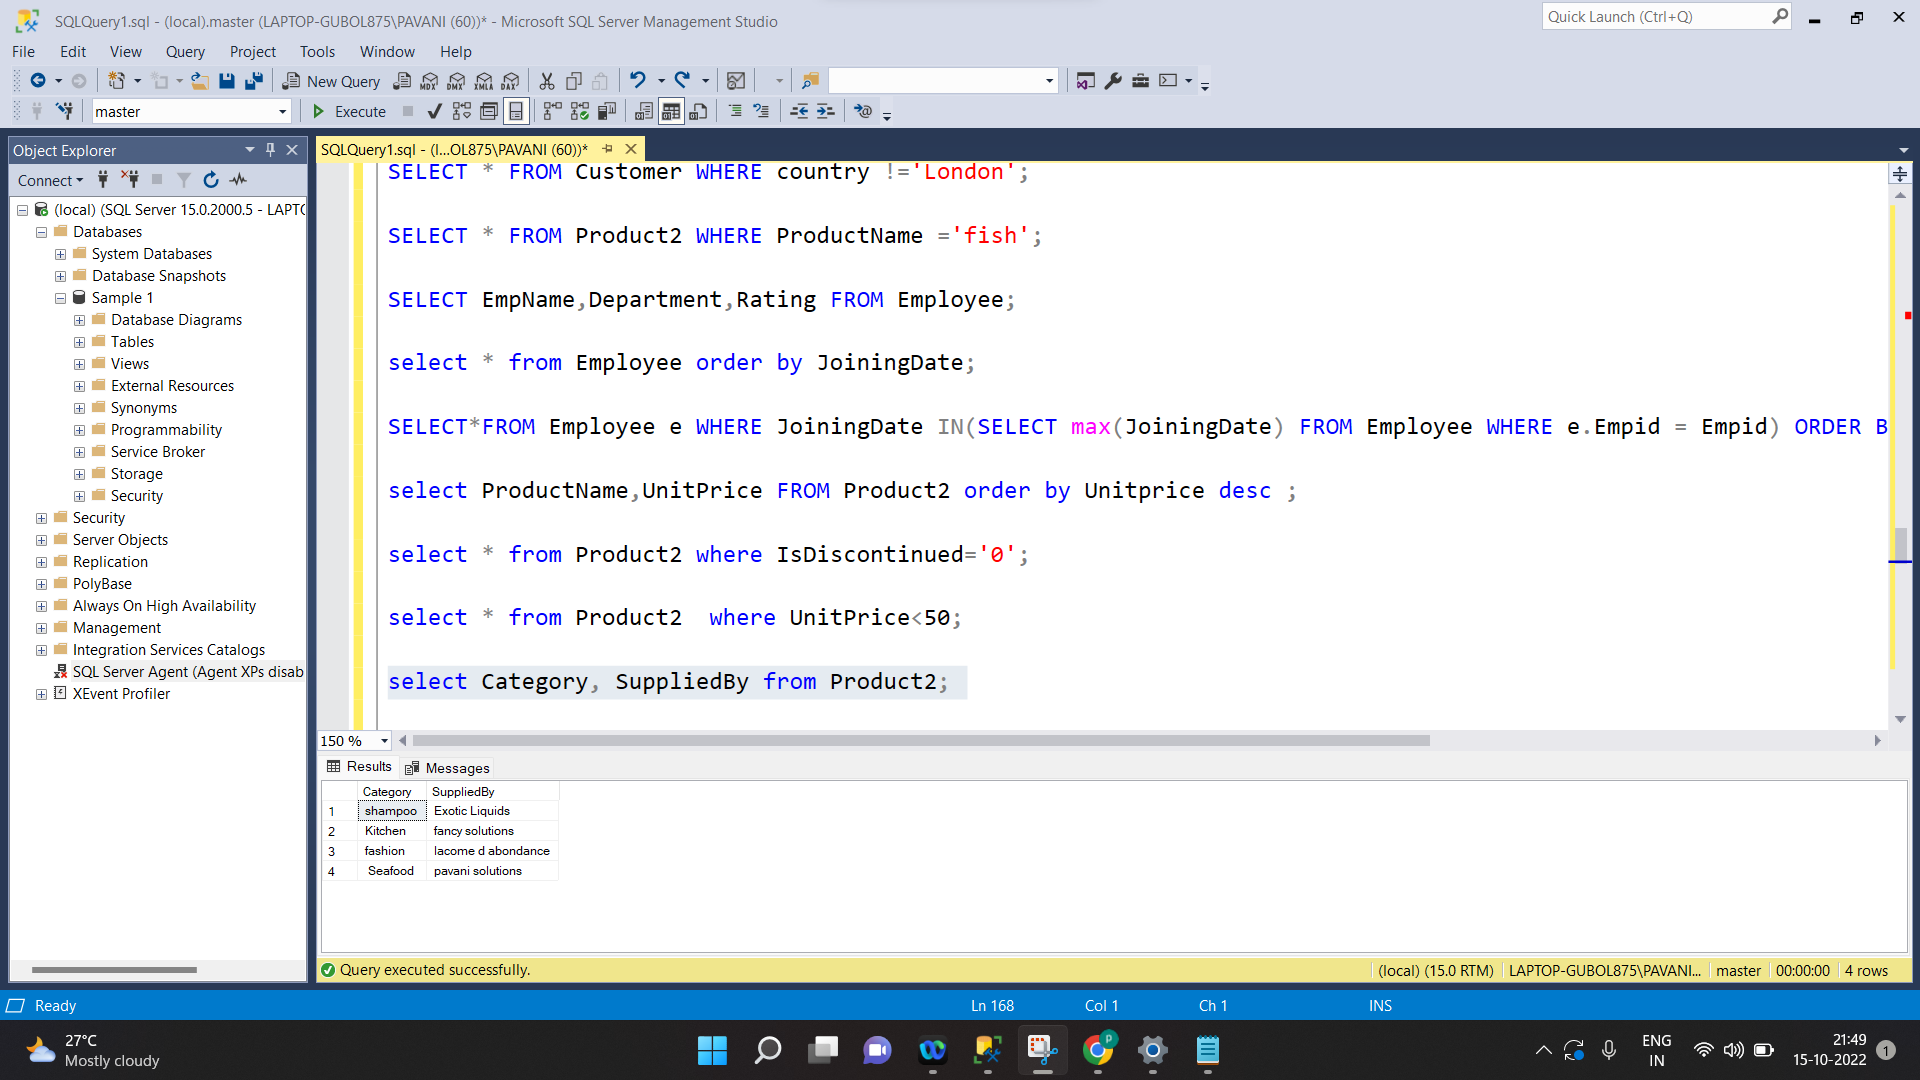 SQLQuery1.sql - (local).master (LAPTOP-GUBOL875\PAVANI (60))* - Microsoft SQL Server Management Studio
Quick Launch (Ctrl+Q)
File Edit View Query Project Tools Window Help
New Query
MDX DMX XMLA DAX
master
Execute
Object Explorer
SQLQuery1.sql - (l...OL875\PAVANI (60))*
Connect
(local) (SQL Server 15.0.2000.5 - LAPTO
Databases
System Databases
Database Snapshots
Sample 1
Database Diagrams
Tables
Views
External Resources
Synonyms
Programmability
Service Broker
Storage
Security
Security
Server Objects
Replication
PolyBase
Always On High Availability
Management
Integration Services Catalogs
SQL Server Agent (Agent XPs disab
XEvent Profiler
SELECT * FROM Customer WHERE country !='London';
SELECT * FROM Product2 WHERE ProductName ='fish';
SELECT EmpName,Department,Rating FROM Employee;
select * from Employee order by JoiningDate;
SELECT*FROM Employee e WHERE JoiningDate IN(SELECT max(JoiningDate) FROM Employee WHERE e.Empid = Empid) ORDER B
select ProductName,UnitPrice FROM Product2 order by Unitprice desc ;
select * from Product2 where IsDiscontinued='0';
select * from Product2  where UnitPrice<50;
select Category, SuppliedBy from Product2;
150 %
Results Messages
Category SuppliedBy
1 shampoo Exotic Liquids
2 Kitchen fancy solutions
3 fashion lacome d abondance
4 Seafood pavani solutions
Query executed successfully.
(local) (15.0 RTM) LAPTOP-GUBOL875\PAVANI... master 00:00:00 4 rows
Ready Ln 168 Col 1 Ch 1 INS
27°C
Mostly cloudy
P
ENG
IN
21:49
15-10-2022
1